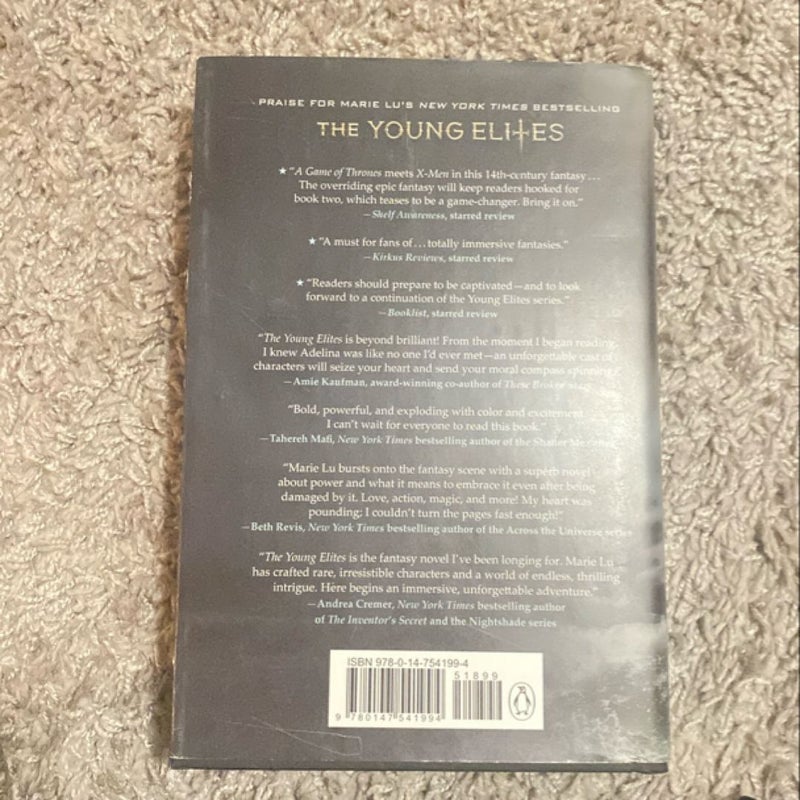 PRAISE FOR MARIE LU'S NEW YORK TIMES BESTSELLING
THE YOUNG ELITES
★ "A Game of Thrones meets X-Men in this 14th-century fantasy...
The overriding epic fantasy will keep readers hooked for
book two, which teases to be a game-changer. Bring it on."
—Shelf Awareness, starred review
★ "A must for fans of...totally immersive fantasies."
—Kirkus Reviews, starred review
★ "Readers should prepare to be captivated—and to look
forward to a continuation of the Young Elites series."
—Booklist, starred review
"The Young Elites is beyond brilliant! From the moment I began reading,
I knew Adelina was like no one I'd ever met—an unforgettable cast of
characters will seize your heart and send your moral compass spinning."
—Amie Kaufman, award-winning co-author of These Broken
"Bold, powerful, and exploding with color and excitement.
I can't wait for everyone to read this book."
—Tahereh Mafi, New York Times bestselling author of the Shatter
"Marie Lu bursts onto the fantasy scene with a superb novel
about power and what it means to embrace it even after being
damaged by it. Love, action, magic, and more! My heart was
pounding; I couldn't turn the pages fast enough!"
—Beth Revis, New York Times bestselling author of the Across the Universe series
"The Young Elites is the fantasy novel I've been longing for. Marie Lu
has crafted rare, irresistible characters and a world of endless, thrilling
intrigue. Here begins an immersive, unforgettable adventure."
—Andrea Cremer, New York Times bestselling author
of The Inventor's Secret and the Nightshade series
ISBN 978-0-14-754199-4
51899
9 780147 541994